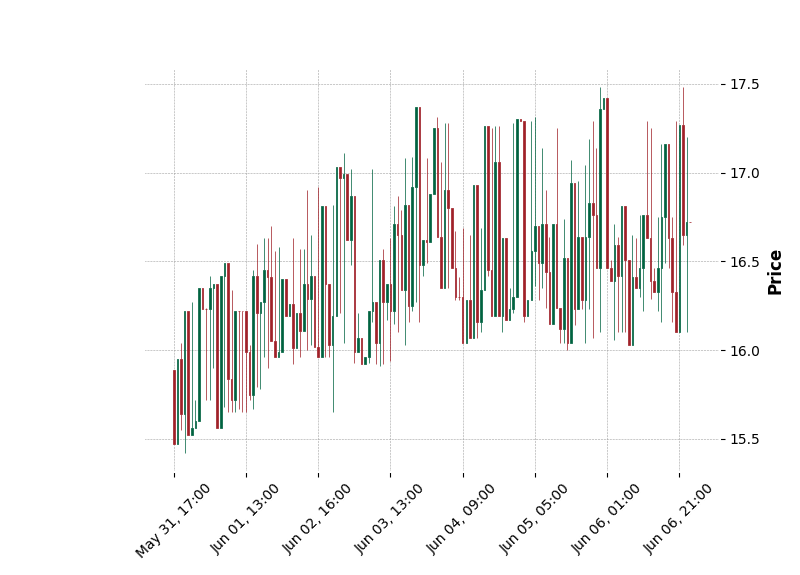 17.5
17.0
16.5
16.0
15.5
Price
May 31, 17:00
Jun 01, 13:00
Jun 02, 16:00
Jun 03, 13:00
Jun 04, 09:00
Jun 05, 05:00
Jun 06, 01:00
Jun 06, 21:00